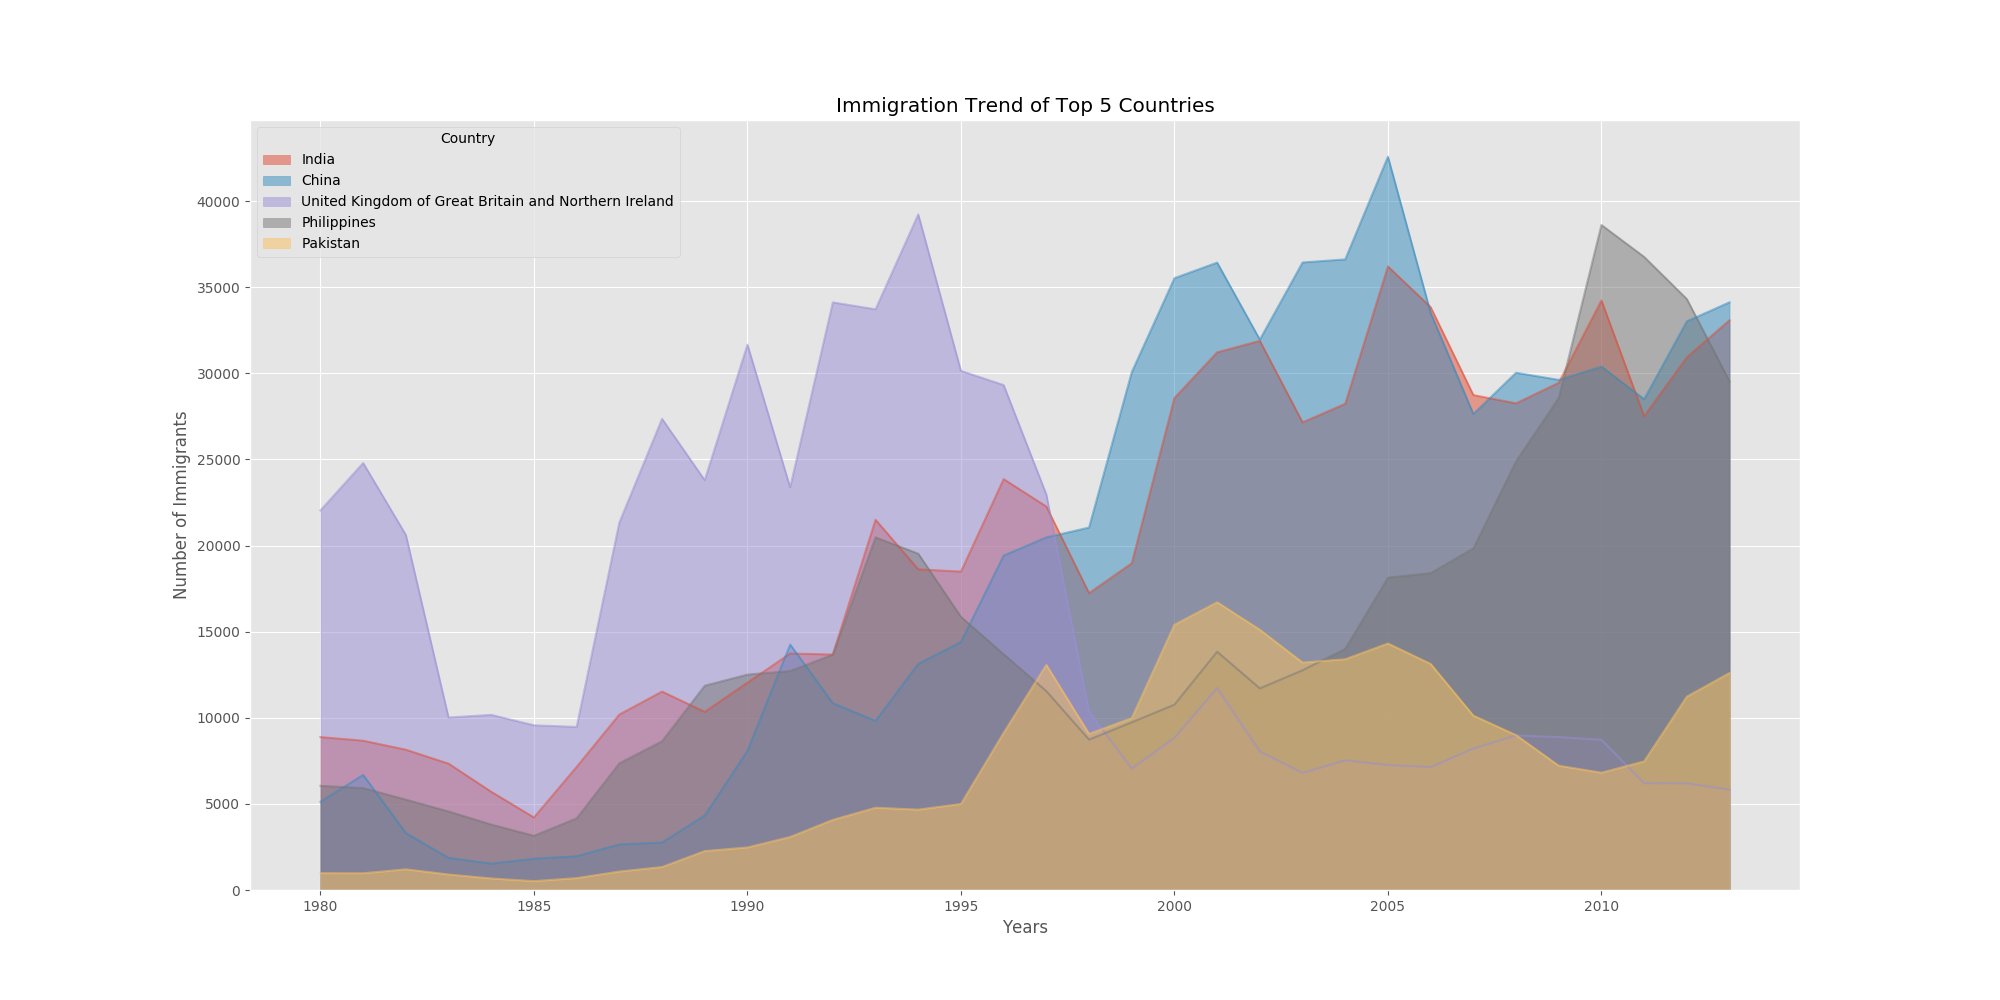 Immigration Trend of Top 5 Countries
Country
India
China
United Kingdom of Great Britain and Northern Ireland
Philippines
Pakistan
40000
35000
30000
25000
20000
15000
10000
5000
0
Number of Immigrants
1980 1985 1990 1995 2000 2005 2010
Years